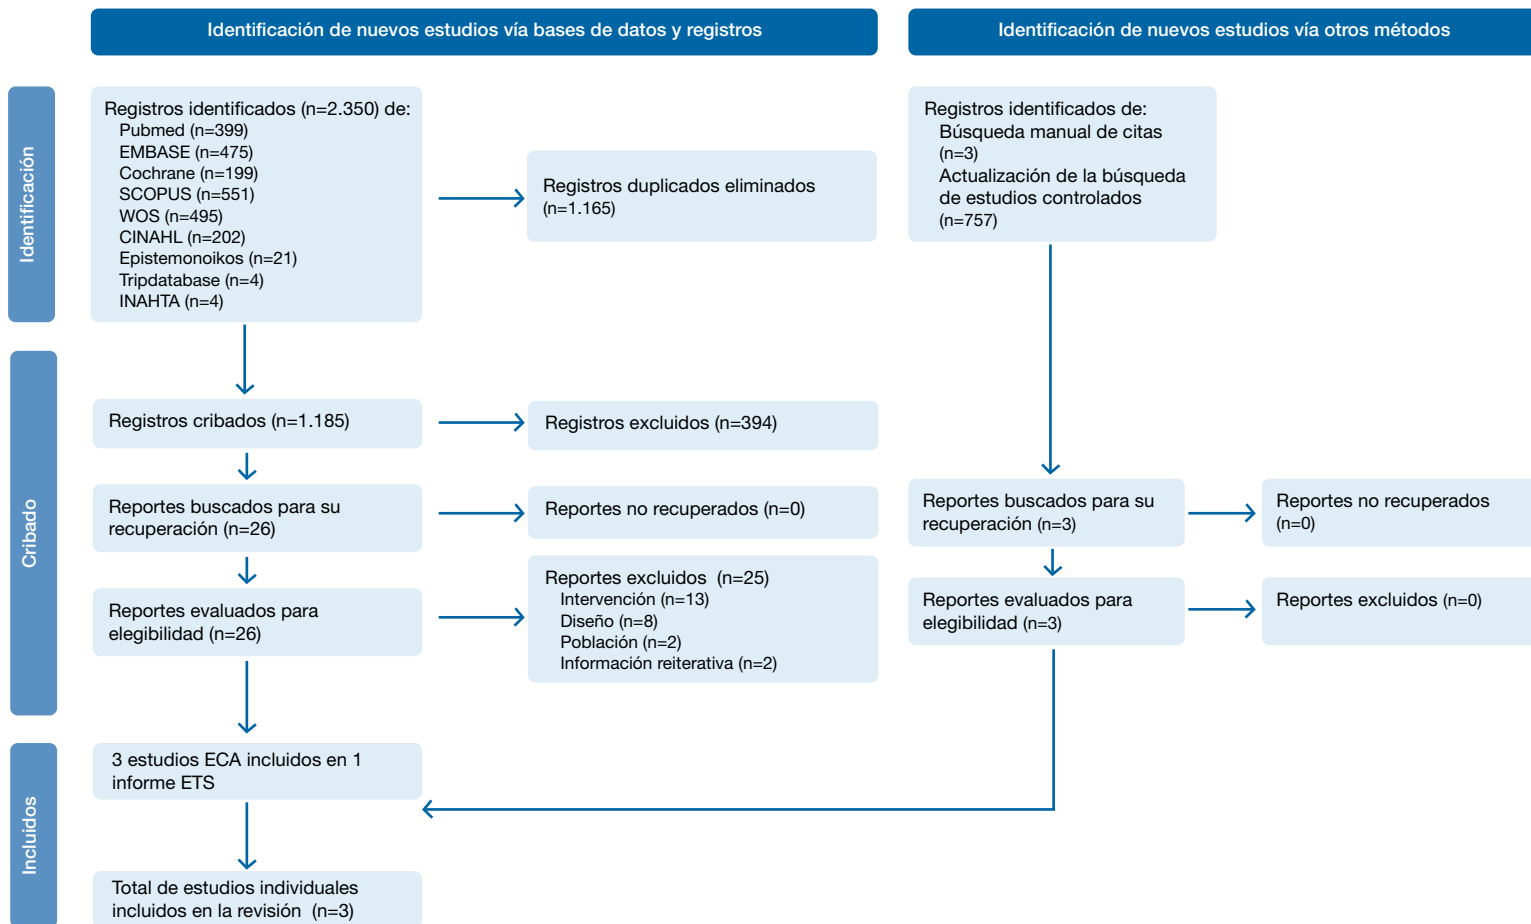 Identificación de nuevos estudios vía bases de datos y registros
Identificación de nuevos estudios vía otros métodos
Identificación
Registros identificados (n=2.350) de:
Pubmed (n=399)
EMBASE (n=475)
Cochrane (n=199)
SCOPUS (n=551)
WOS (n=495)
CINAHL (n=202)
Epistemonoikos (n=21)
Tripdatabase (n=4)
INAHTA (n=4)
Registros duplicados eliminados
(n=1.165)
Registros identificados de:
Búsqueda manual de citas
(n=3)
Actualización de la búsqueda
de estudios controlados
(n=757)
Cribado
Registros cribados (n=1.185)
Registros excluidos (n=394)
Reportes buscados para su
recuperación (n=26)
Reportes no recuperados (n=0)
Reportes buscados para su
recuperación (n=3)
Reportes no recuperados
(n=0)
Reportes evaluados para
elegibilidad (n=26)
Reportes excluidos (n=25)
Intervención (n=13)
Diseño (n=8)
Población (n=2)
Información reiterativa (n=2)
Reportes evaluados para
elegibilidad (n=3)
Reportes excluidos (n=0)
Incluidos
3 estudios ECA incluidos en 1
informe ETS
Total de estudios individuales
incluidos en la revisión (n=3)